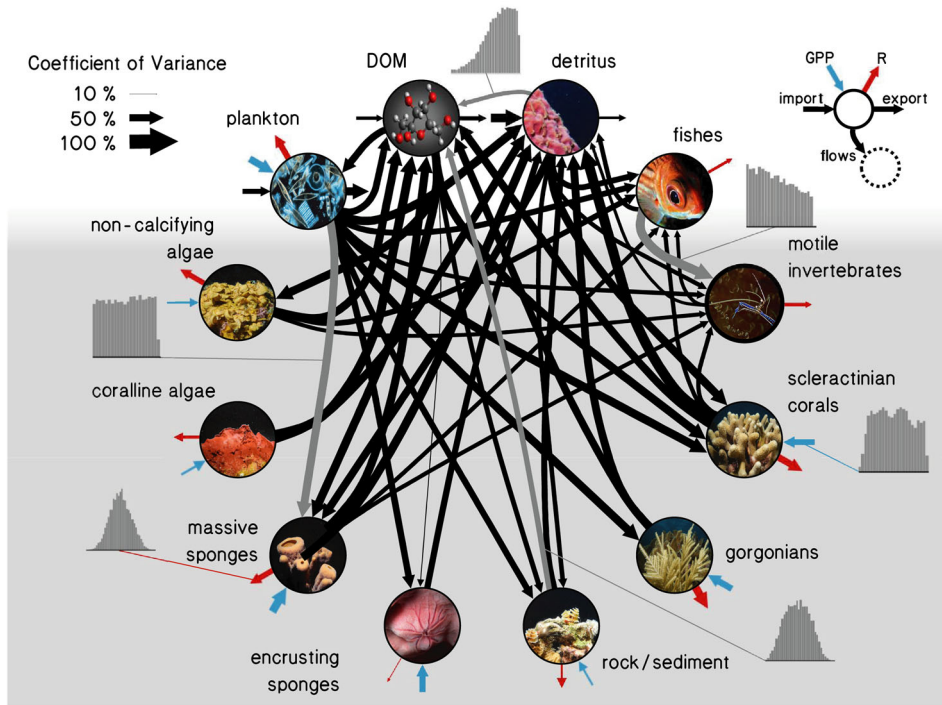 Coefficient of Variance
10 %
50 %
100 %
DOM
detritus
plankton
fishes
GPP
R
import
export
flows
non-calcifying
algae
motile
invertebrates
coralline algae
scleractinian
corals
massive
sponges
gorgonians
encrusting
sponges
rock/sediment